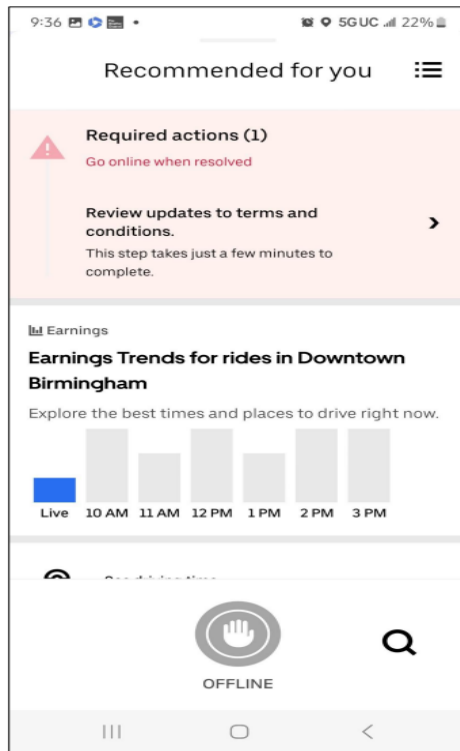 9:36
5GUC 22%
Recommended for you
Required actions (1)
Go online when resolved
Review updates to terms and
conditions.
This step takes just a few minutes to
complete.
Earnings
Earnings Trends for rides in Downtown
Birmingham
Explore the best times and places to drive right now.
Live 10 AM 11 AM 12 PM 1 PM 2 PM 3 PM
driving time
OFFLINE